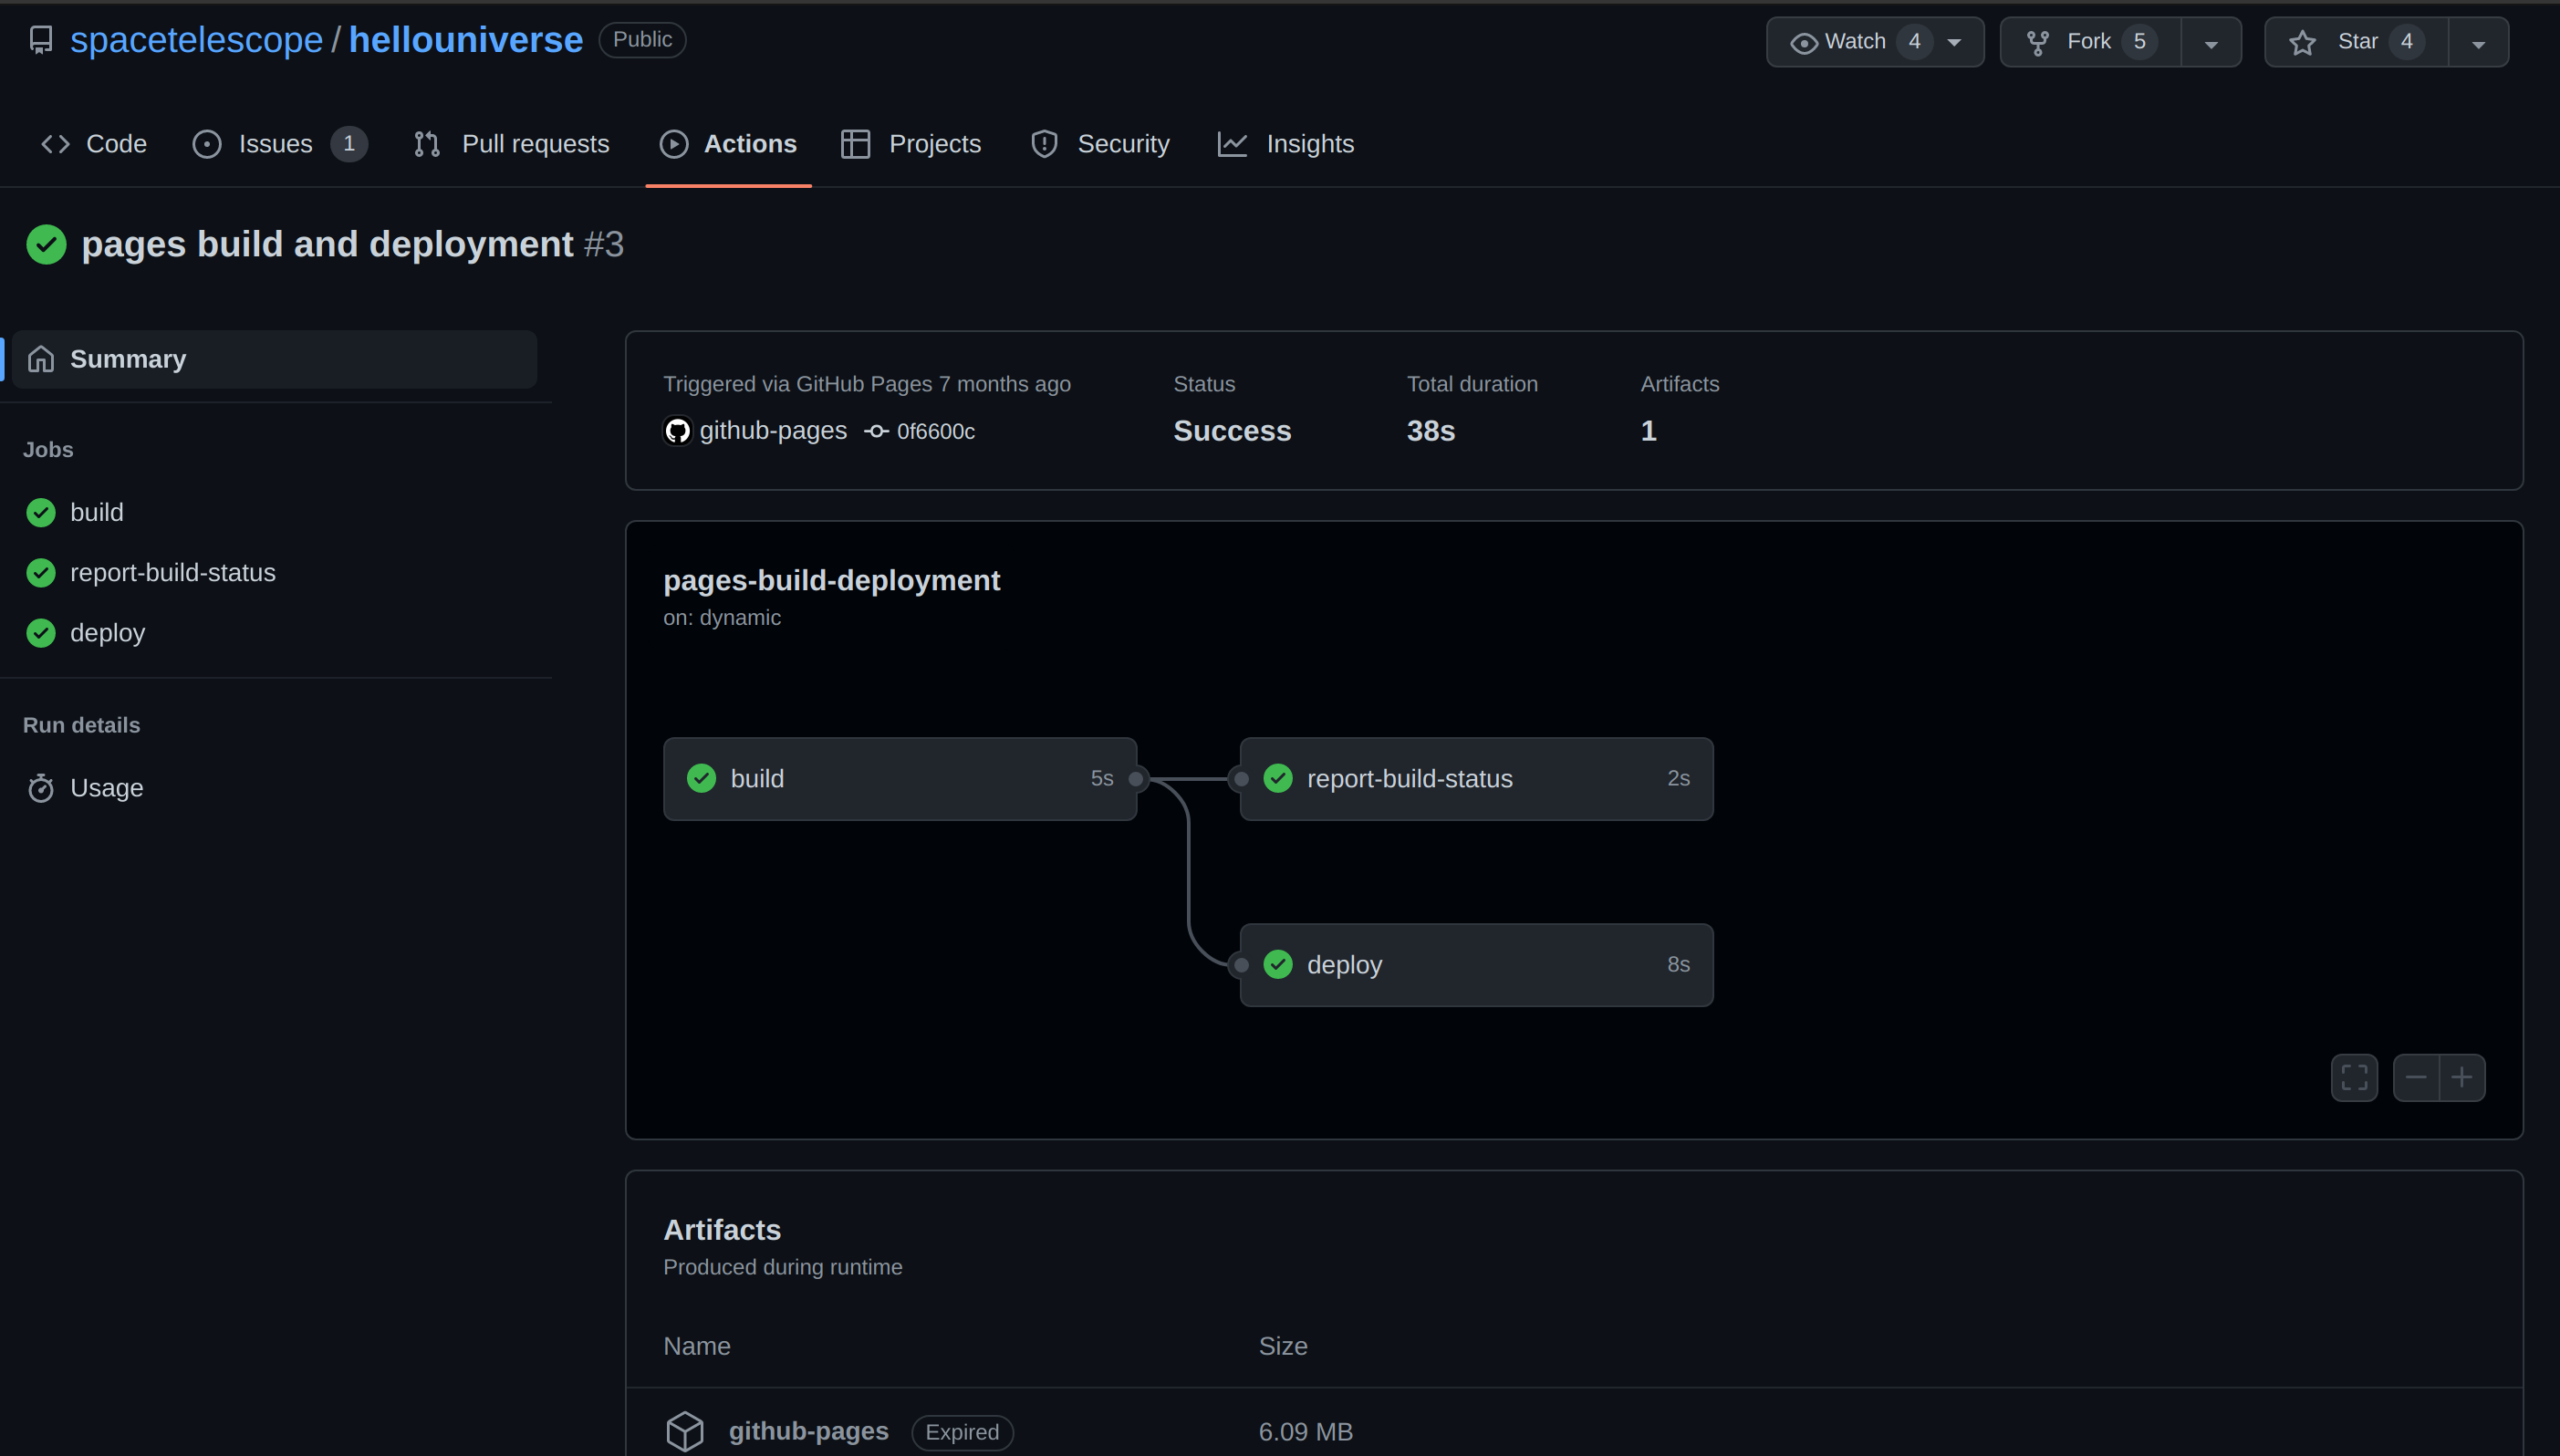 spacetelescope / hellouniverse Public
Watch 4 Fork 5 Star 4
Code Issues 1 Pull requests Actions Projects Security Insights
pages build and deployment #3
Summary
Jobs
build
report-build-status
deploy
Run details
Usage
Triggered via GitHub Pages 7 months ago
github-pages 0f6600c
Status
Success
Total duration
38s
Artifacts
1
pages-build-deployment
on: dynamic
build 5s
report-build-status 2s
deploy 8s
Artifacts
Produced during runtime
Name Size
github-pages Expired 6.09 MB